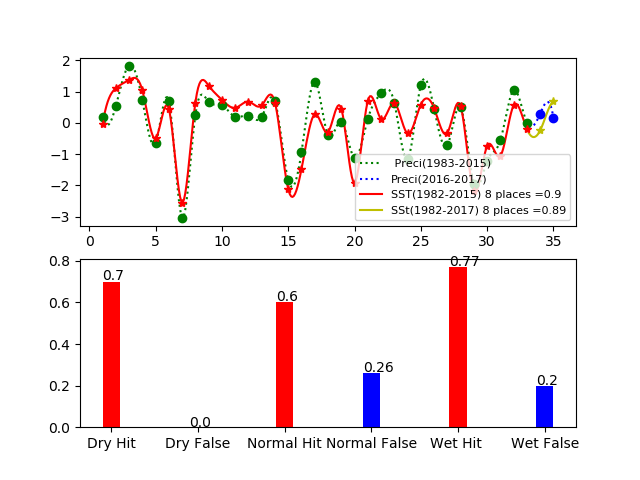 2
1
0
−1
−2
−3
Preci(1983-2015)
Preci(2016-2017)
SST(1982-2015) 8 places =0.9
SSt(1982-2017) 8 places =0.89
0 5 10 15 20 25 30 35
0.8
0.6
0.4
0.2
0.0
0.7
0.0
0.6
0.26
0.77
0.2
Dry Hit Dry False Normal Hit Normal False Wet Hit Wet False